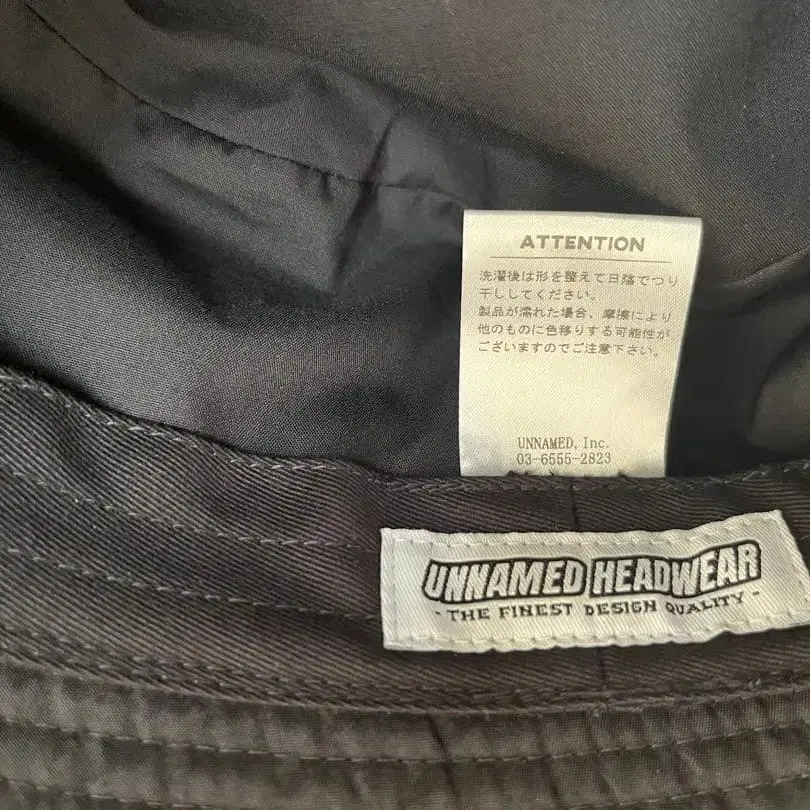 ATTENTION
洗濯後は形を整えて日陰でつり
干ししてください。
製品が濡れた場合、摩擦により
他のものに色移りする可能性が
ございますのでご注意下さい。
UNNAMED, Inc.
03-6555-2823
UNNAMED HEADWEAR
- THE FINEST DESIGN QUALITY -